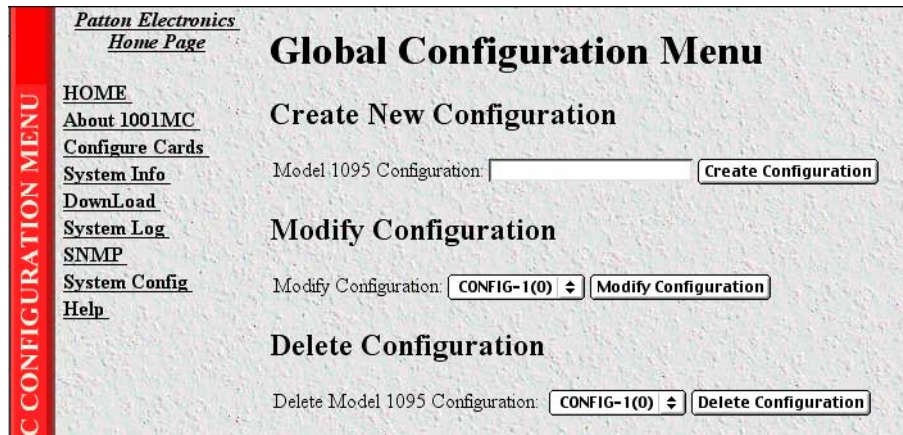 C CONFIGURATION MENU
Patton Electronics
Home Page
HOME
About 1001MC
Configure Cards
System Info
DownLoad
System Log
SNMP
System Config
Help
Global Configuration Menu
Create New Configuration
Model 1095 Configuration: Create Configuration
Modify Configuration
Modify Configuration: CONFIG-1(0) Modify Configuration
Delete Configuration
Delete Model 1095 Configuration: CONFIG-1(0) Delete Configuration